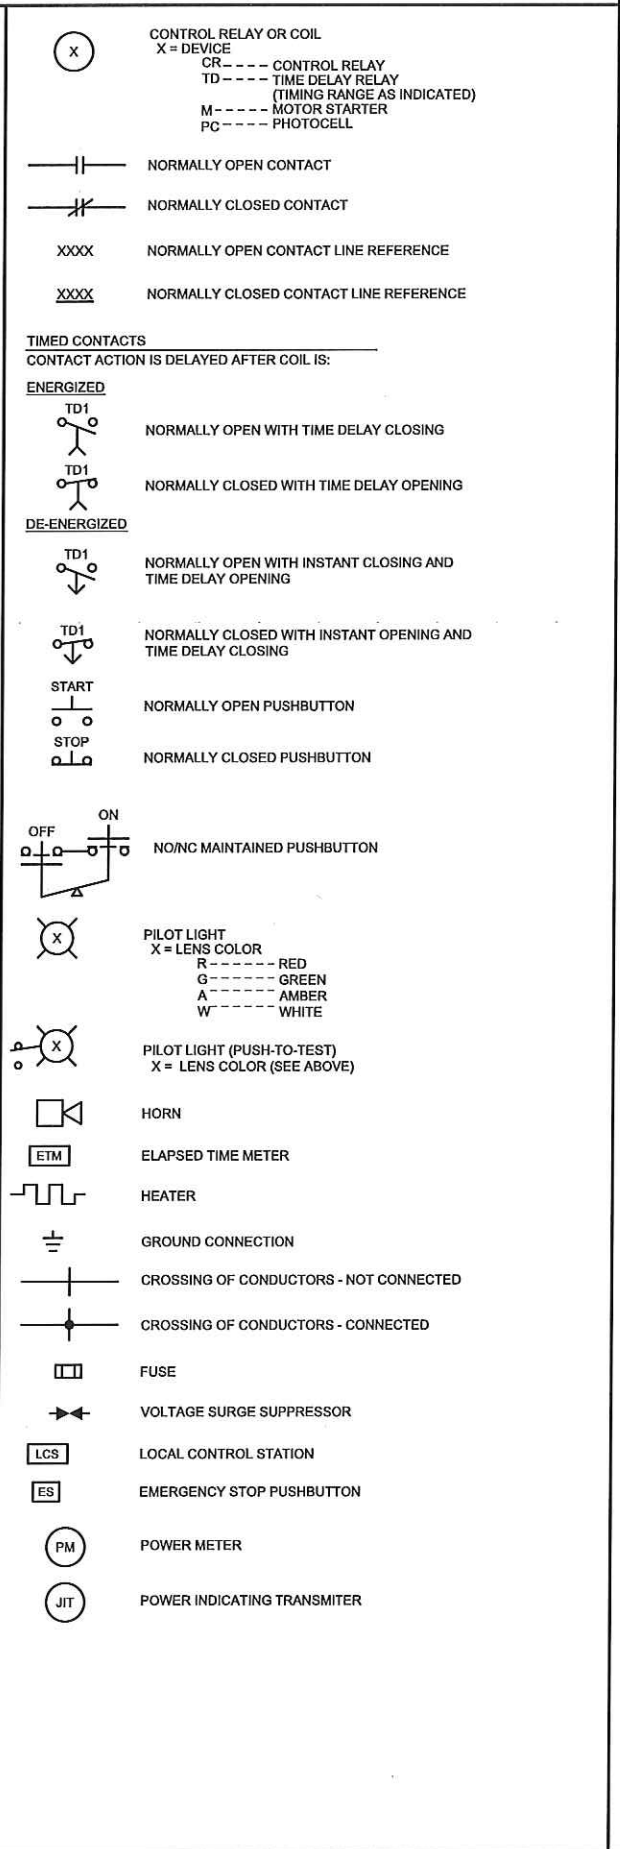 X CONTROL RELAY OR COIL
X = DEVICE
CR---- CONTROL RELAY
TD---- TIME DELAY RELAY
(TIMING RANGE AS INDICATED)
M----- MOTOR STARTER
PC---- PHOTOCELL
NORMALLY OPEN CONTACT
NORMALLY CLOSED CONTACT
XXXX NORMALLY OPEN CONTACT LINE REFERENCE
XXXX NORMALLY CLOSED CONTACT LINE REFERENCE
TIMED CONTACTS
CONTACT ACTION IS DELAYED AFTER COIL IS:
ENERGIZED
TD1
NORMALLY OPEN WITH TIME DELAY CLOSING
TD1
NORMALLY CLOSED WITH TIME DELAY OPENING
DE-ENERGIZED
TD1
NORMALLY OPEN WITH INSTANT CLOSING AND
TIME DELAY OPENING
TD1
NORMALLY CLOSED WITH INSTANT OPENING AND
TIME DELAY CLOSING
START
NORMALLY OPEN PUSHBUTTON
STOP
NORMALLY CLOSED PUSHBUTTON
ON
OFF
NO/NC MAINTAINED PUSHBUTTON
X PILOT LIGHT
X = LENS COLOR
R------ RED
G------ GREEN
A------ AMBER
W------ WHITE
X PILOT LIGHT (PUSH-TO-TEST)
X = LENS COLOR (SEE ABOVE)
HORN
ETM ELAPSED TIME METER
HEATER
GROUND CONNECTION
CROSSING OF CONDUCTORS - NOT CONNECTED
CROSSING OF CONDUCTORS - CONNECTED
FUSE
VOLTAGE SURGE SUPPRESSOR
LCS LOCAL CONTROL STATION
ES EMERGENCY STOP PUSHBUTTON
PM POWER METER
JIT POWER INDICATING TRANSMITER